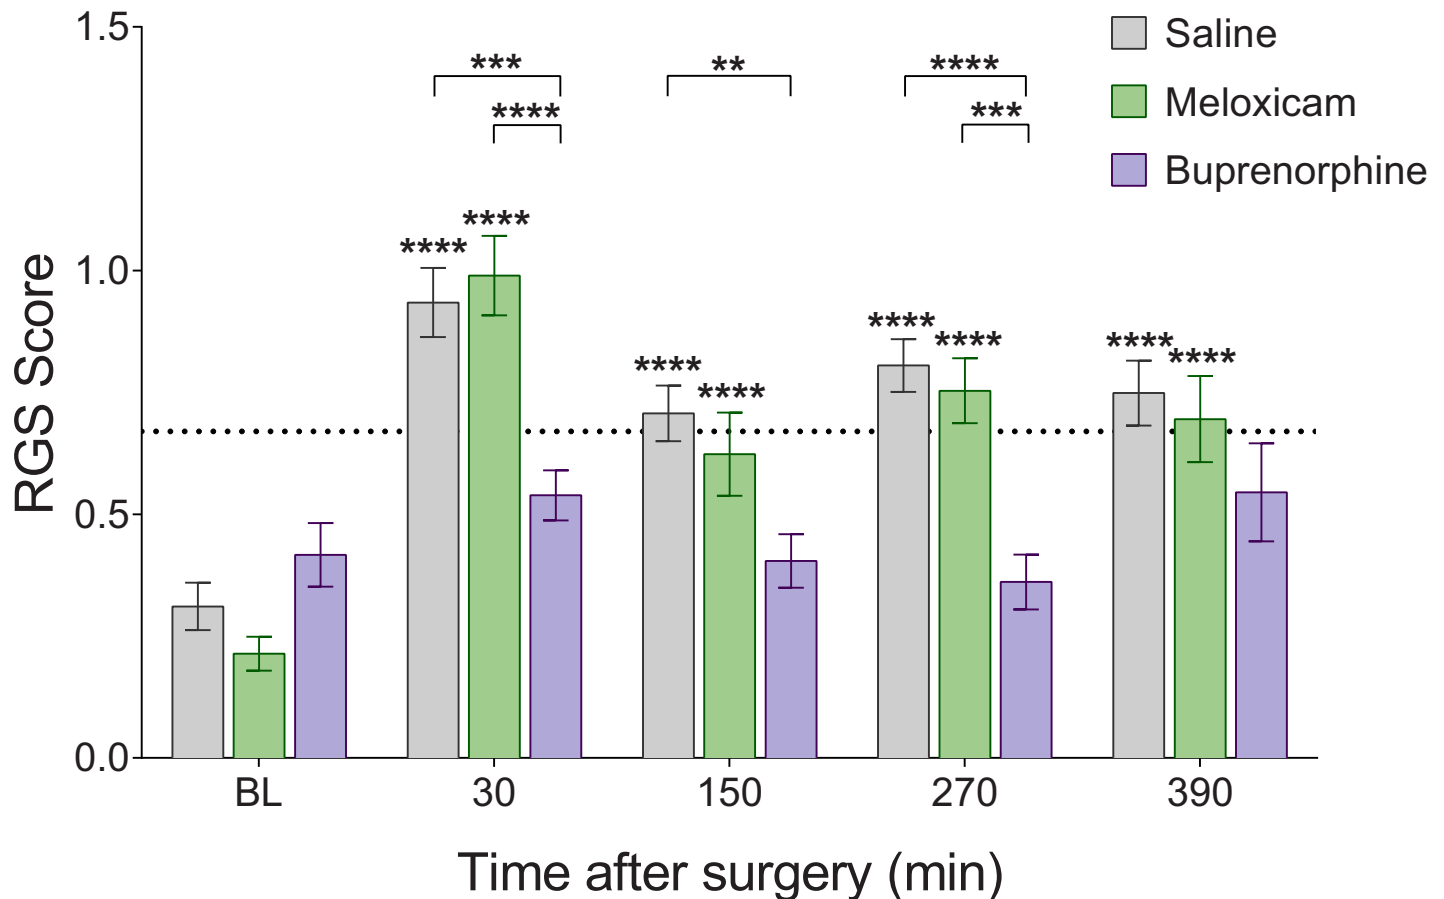 1.5
1.0
0.5
0.0
RGS Score
Saline
Meloxicam
Buprenorphine
*** ** ****
**** ***
**** **** **** **** **** **** **** ****
BL 30 150 270 390
Time after surgery (min)